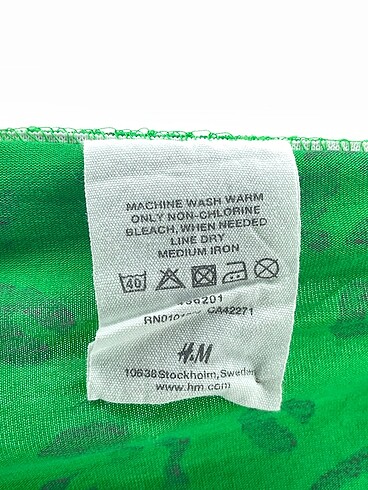 MACHINE WASH WARM
ONLY NON-CHLORINE
BLEACH, WHEN NEEDED
LINE DRY
MEDIUM IRON
40
CA42271
H&M
10638 Stockholm, Sweden
www.hm.com